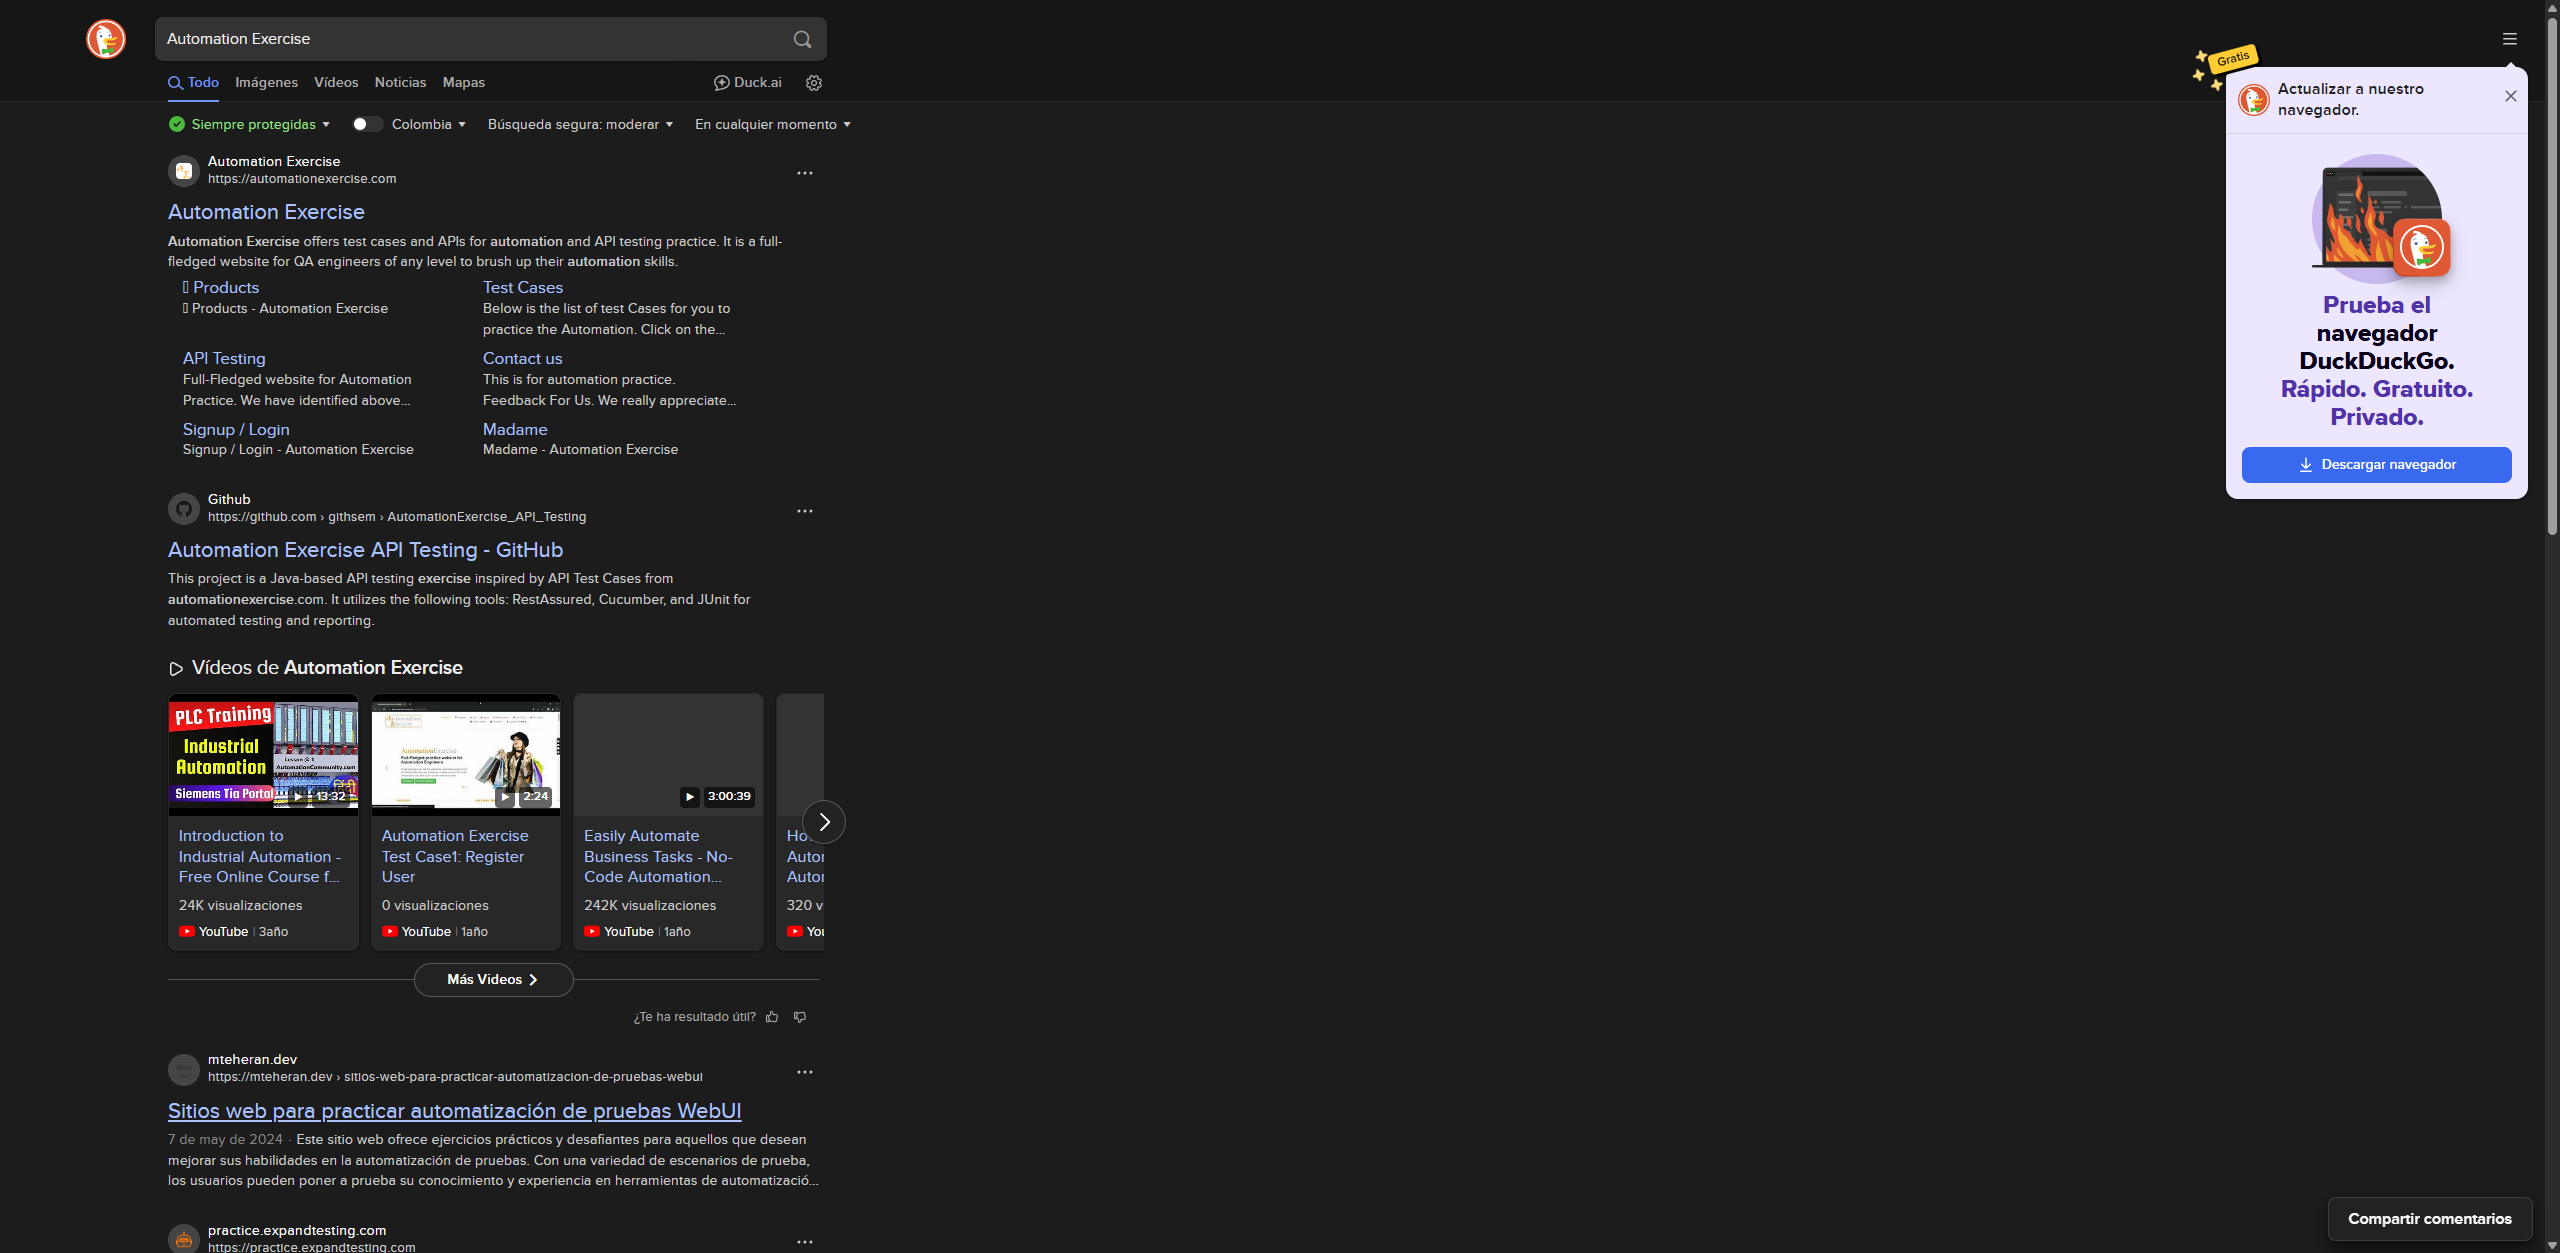 Automation Exercise
Todo
Imágenes
Vídeos
Noticias
Mapas
Duck.ai
Siempre protegidas
Colombia
Búsqueda segura: moderar
En cualquier momento
Automation Exercise
https://automationexercise.com
Automation Exercise
Automation Exercise offers test cases and APIs for automation and API testing practice. It is a full-
fledged website for QA engineers of any level to brush up their automation skills.
Products
Products - Automation Exercise
Test Cases
Below is the list of test Cases for you to
practice the Automation. Click on the...
API Testing
Full-Fledged website for Automation
Practice. We have identified above...
Contact us
This is for automation practice.
Feedback For Us. We really appreciate...
Signup / Login
Signup / Login - Automation Exercise
Madame
Madame - Automation Exercise
Github
https://github.com › githsem › AutomationExercise_API_Testing
Automation Exercise API Testing - GitHub
This project is a Java-based API testing exercise inspired by API Test Cases from
automationexercise.com. It utilizes the following tools: RestAssured, Cucumber, and JUnit for
automated testing and reporting.
Vídeos de Automation Exercise
PLC Training
Industrial
Automation
Siemens Tia Portal
Lesson @ 1
AutomationCommunity.com
हिंदी
13:32
Introduction to
Industrial Automation -
Free Online Course f...
24K visualizaciones
YouTube | 3año
AutomationExercise
Full-Fledged practice website for
Automation Engineers
2:24
Automation Exercise
Test Case1: Register
User
0 visualizaciones
YouTube | 1año
3:00:39
Easily Automate
Business Tasks - No-
Code Automation...
242K visualizaciones
YouTube | 1año
Ho
Autor
Autor
320 v
You
Más Videos
¿Te ha resultado útil?
mteheran.dev
https://mteheran.dev › sitios-web-para-practicar-automatizacion-de-pruebas-webui
Sitios web para practicar automatización de pruebas WebUI
7 de may de 2024 · Este sitio web ofrece ejercicios prácticos y desafiantes para aquellos que desean
mejorar sus habilidades en la automatización de pruebas. Con una variedad de escenarios de prueba,
los usuarios pueden poner a prueba su conocimiento y experiencia en herramientas de automatizació...
practice.expandtesting.com
https://practice.expandtesting.com
Gratis
Actualizar a nuestro
navegador.
Prueba el
navegador
DuckDuckGo.
Rápido. Gratuito.
Privado.
Descargar navegador
Compartir comentarios